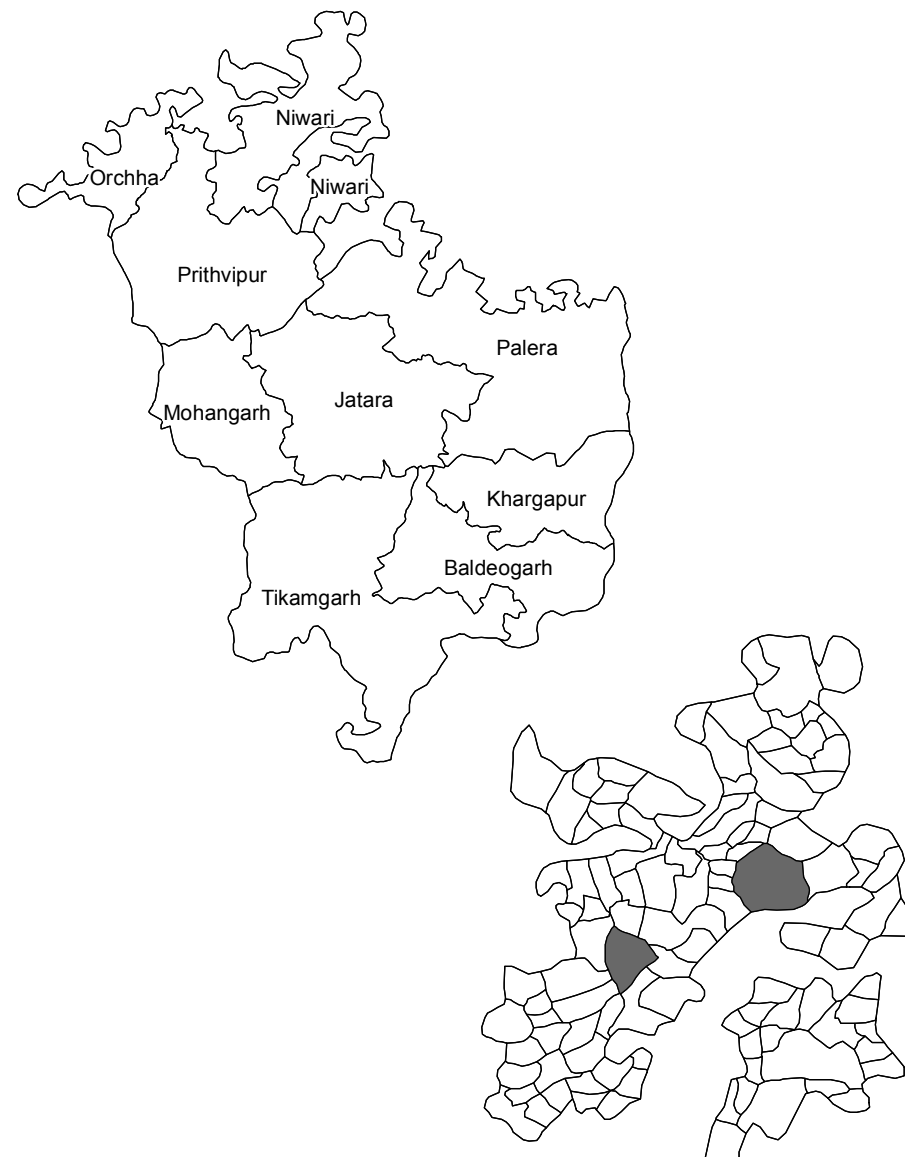 Niwari
Orchha
Niwari
Prithvipur
Palera
Jatara
Mohangarh
Khargapur
Baldeogarh
Tikamgarh